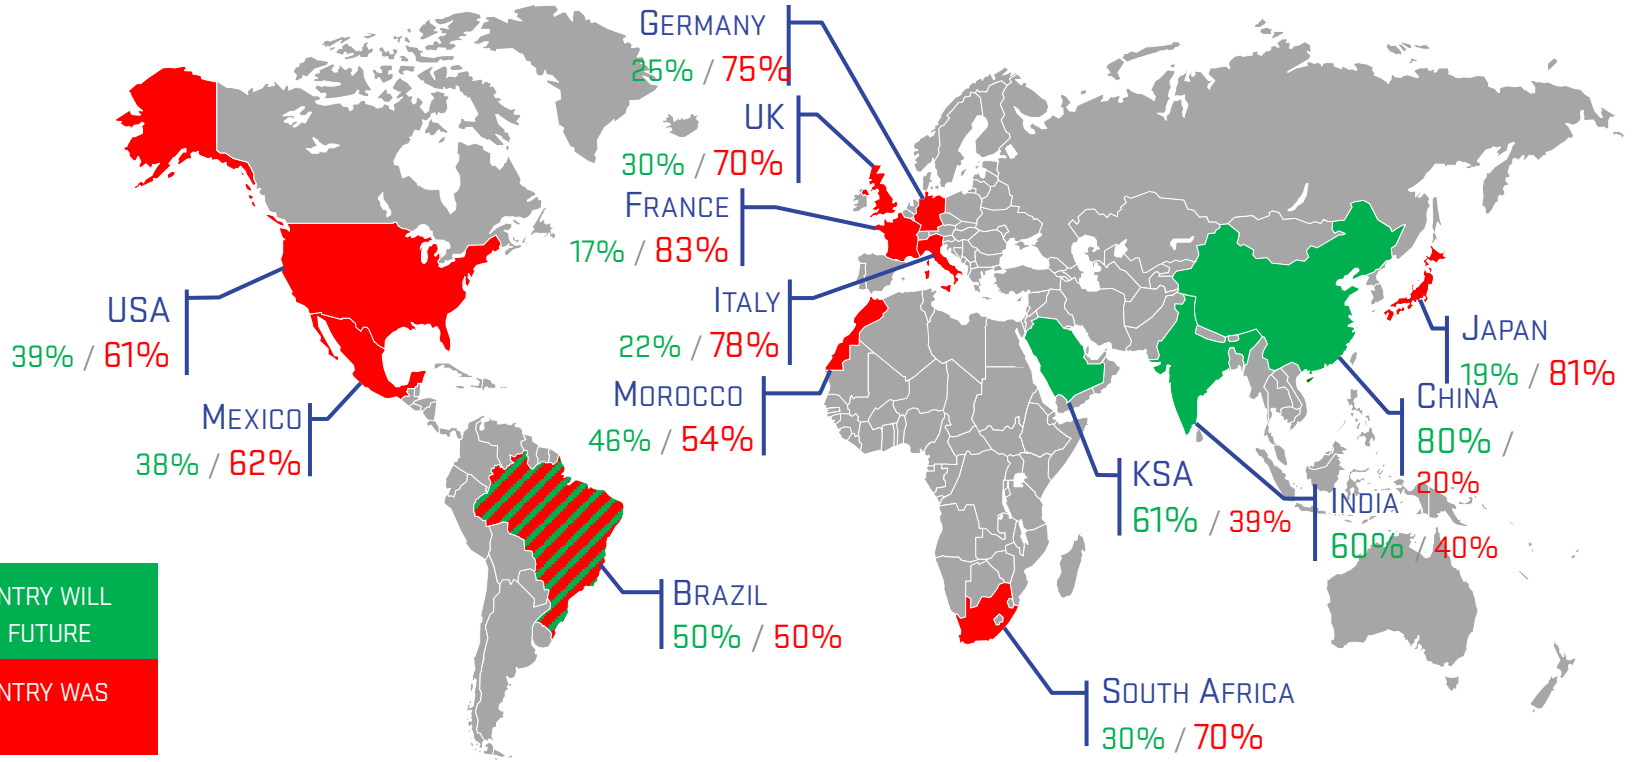 GERMANY
25% / 75%
UK
30% / 70%
FRANCE
17% / 83%
ITALY
22% / 78%
MOROCCO
46% / 54%
USA
39% / 61%
MEXICO
38% / 62%
BRAZIL
50% / 50%
KSA
61% / 39%
INDIA
60% / 40%
CHINA
80% /
20%
JAPAN
19% / 81%
SOUTH AFRICA
30% / 70%
NTRY WILL
FUTURE
NTRY WAS